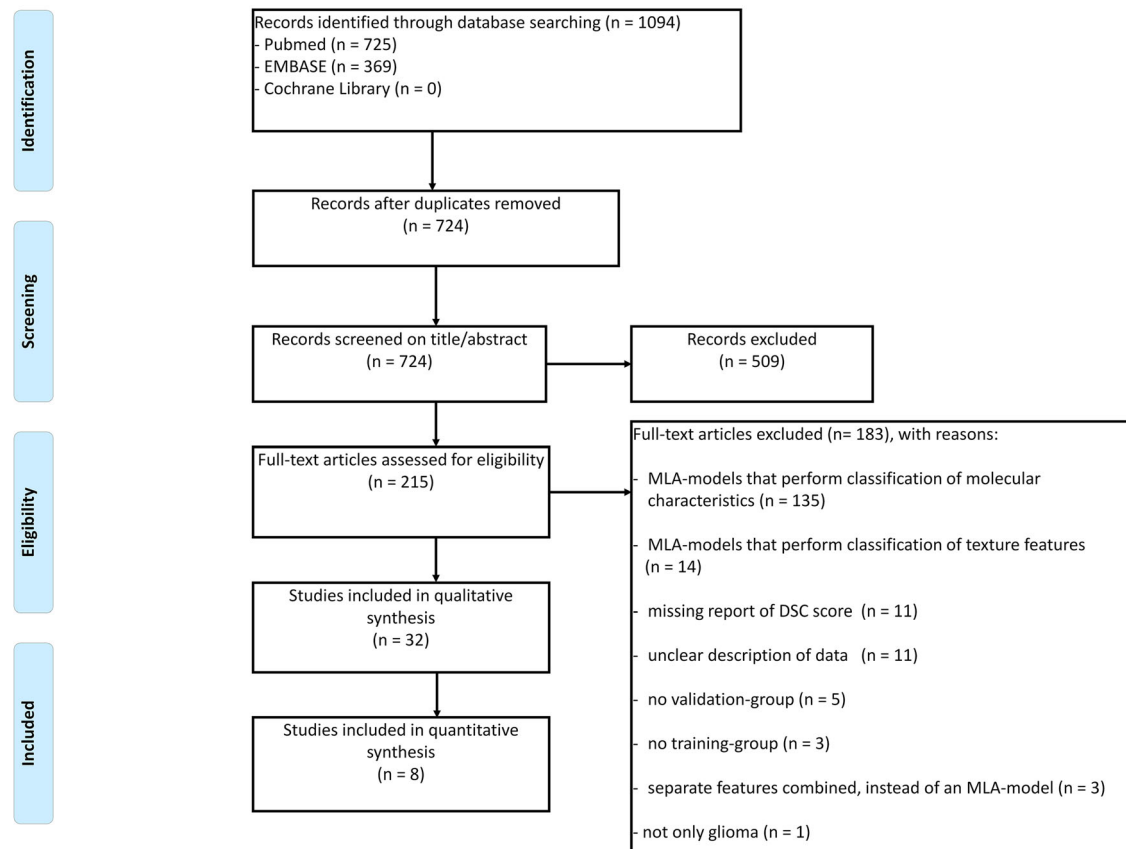 Identification
Records identified through database searching (n = 1094)
- Pubmed (n = 725)
- EMBASE (n = 369)
- Cochrane Library (n = 0)
Records after duplicates removed
(n = 724)
Screening
Records screened on title/abstract
(n = 724)
Records excluded
(n = 509)
Eligibility
Full-text articles assessed for eligibility
(n = 215)
Full-text articles excluded (n= 183), with reasons:
- MLA-models that perform classification of molecular
characteristics (n = 135)
- MLA-models that perform classification of texture features
(n = 14)
- missing report of DSC score (n = 11)
- unclear description of data (n = 11)
- no validation-group (n = 5)
- no training-group (n = 3)
- separate features combined, instead of an MLA-model (n = 3)
- not only glioma (n = 1)
Studies included in qualitative
synthesis
(n = 32)
Included
Studies included in quantitative
synthesis
(n = 8)